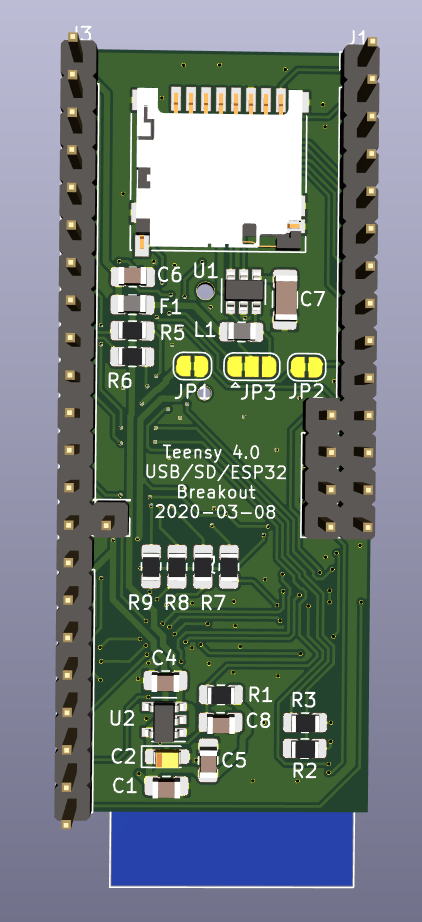 J3
J1
C6
U1
C7
F1
L1
R5
R6
JP1
JP3
JP2
Teensy 4.0
USB/SD/ESP32
Breakout
2020-03-08
R9
R8
R7
C4
R1
R3
U2
C8
C2
C5
R2
C1